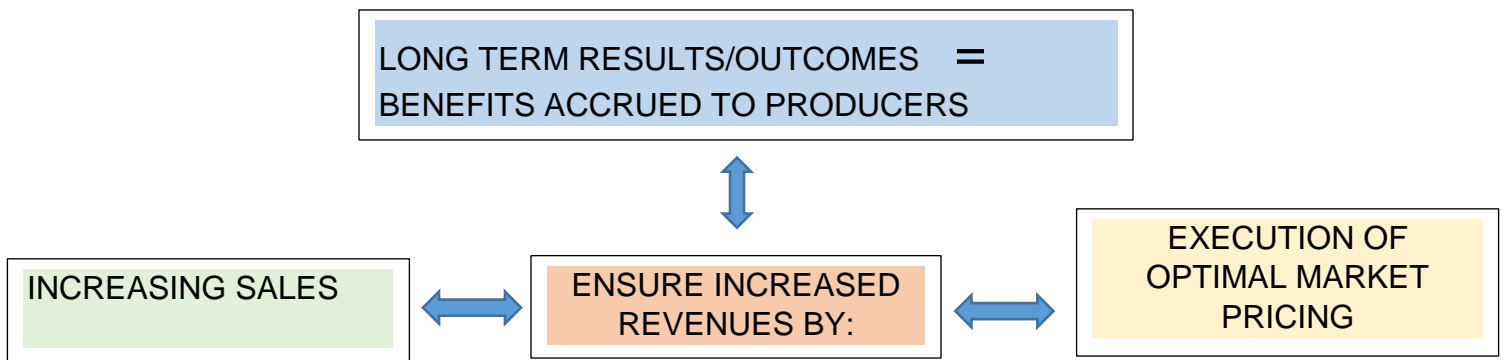 LONG TERM RESULTS/OUTCOMES =
BENEFITS ACCRUED TO PRODUCERS
INCREASING SALES
ENSURE INCREASED
REVENUES BY:
EXECUTION OF
OPTIMAL MARKET
PRICING